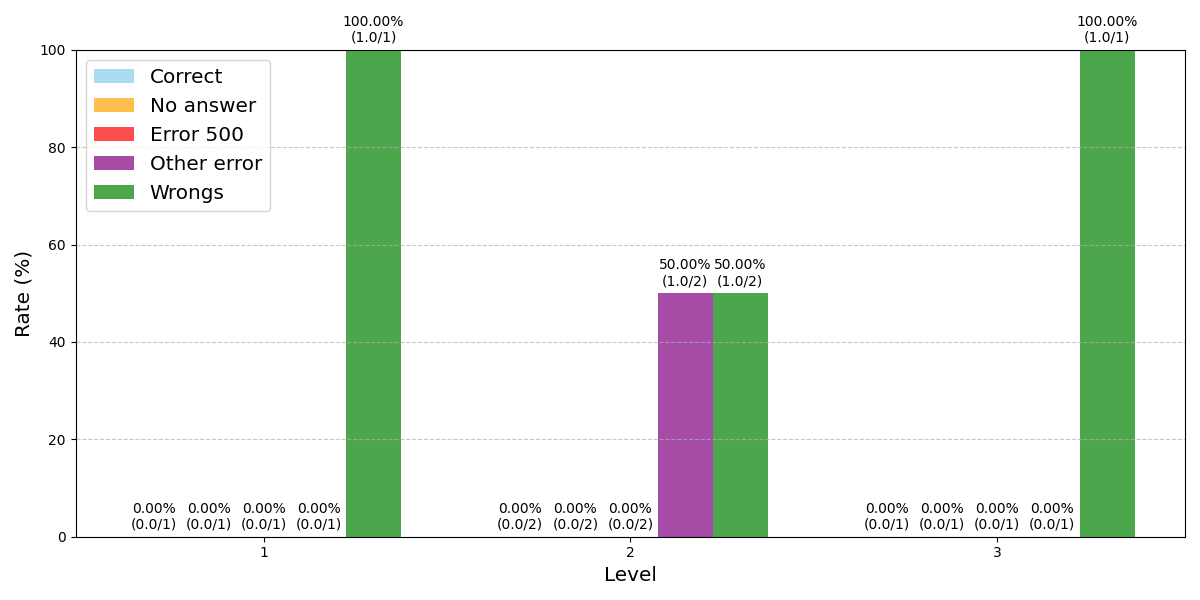 100.00%
(1.0/1)
100.00%
(1.0/1)
100
80
60
40
20
0
Rate (%)
Correct
No answer
Error 500
Other error
Wrongs
50.00% 50.00%
(1.0/2) (1.0/2)
0.00% 0.00% 0.00% 0.00%
(0.0/1) (0.0/1) (0.0/1) (0.0/1)
0.00% 0.00% 0.00%
(0.0/2) (0.0/2) (0.0/2)
0.00% 0.00% 0.00% 0.00%
(0.0/1) (0.0/1) (0.0/1) (0.0/1)
1 2 3
Level